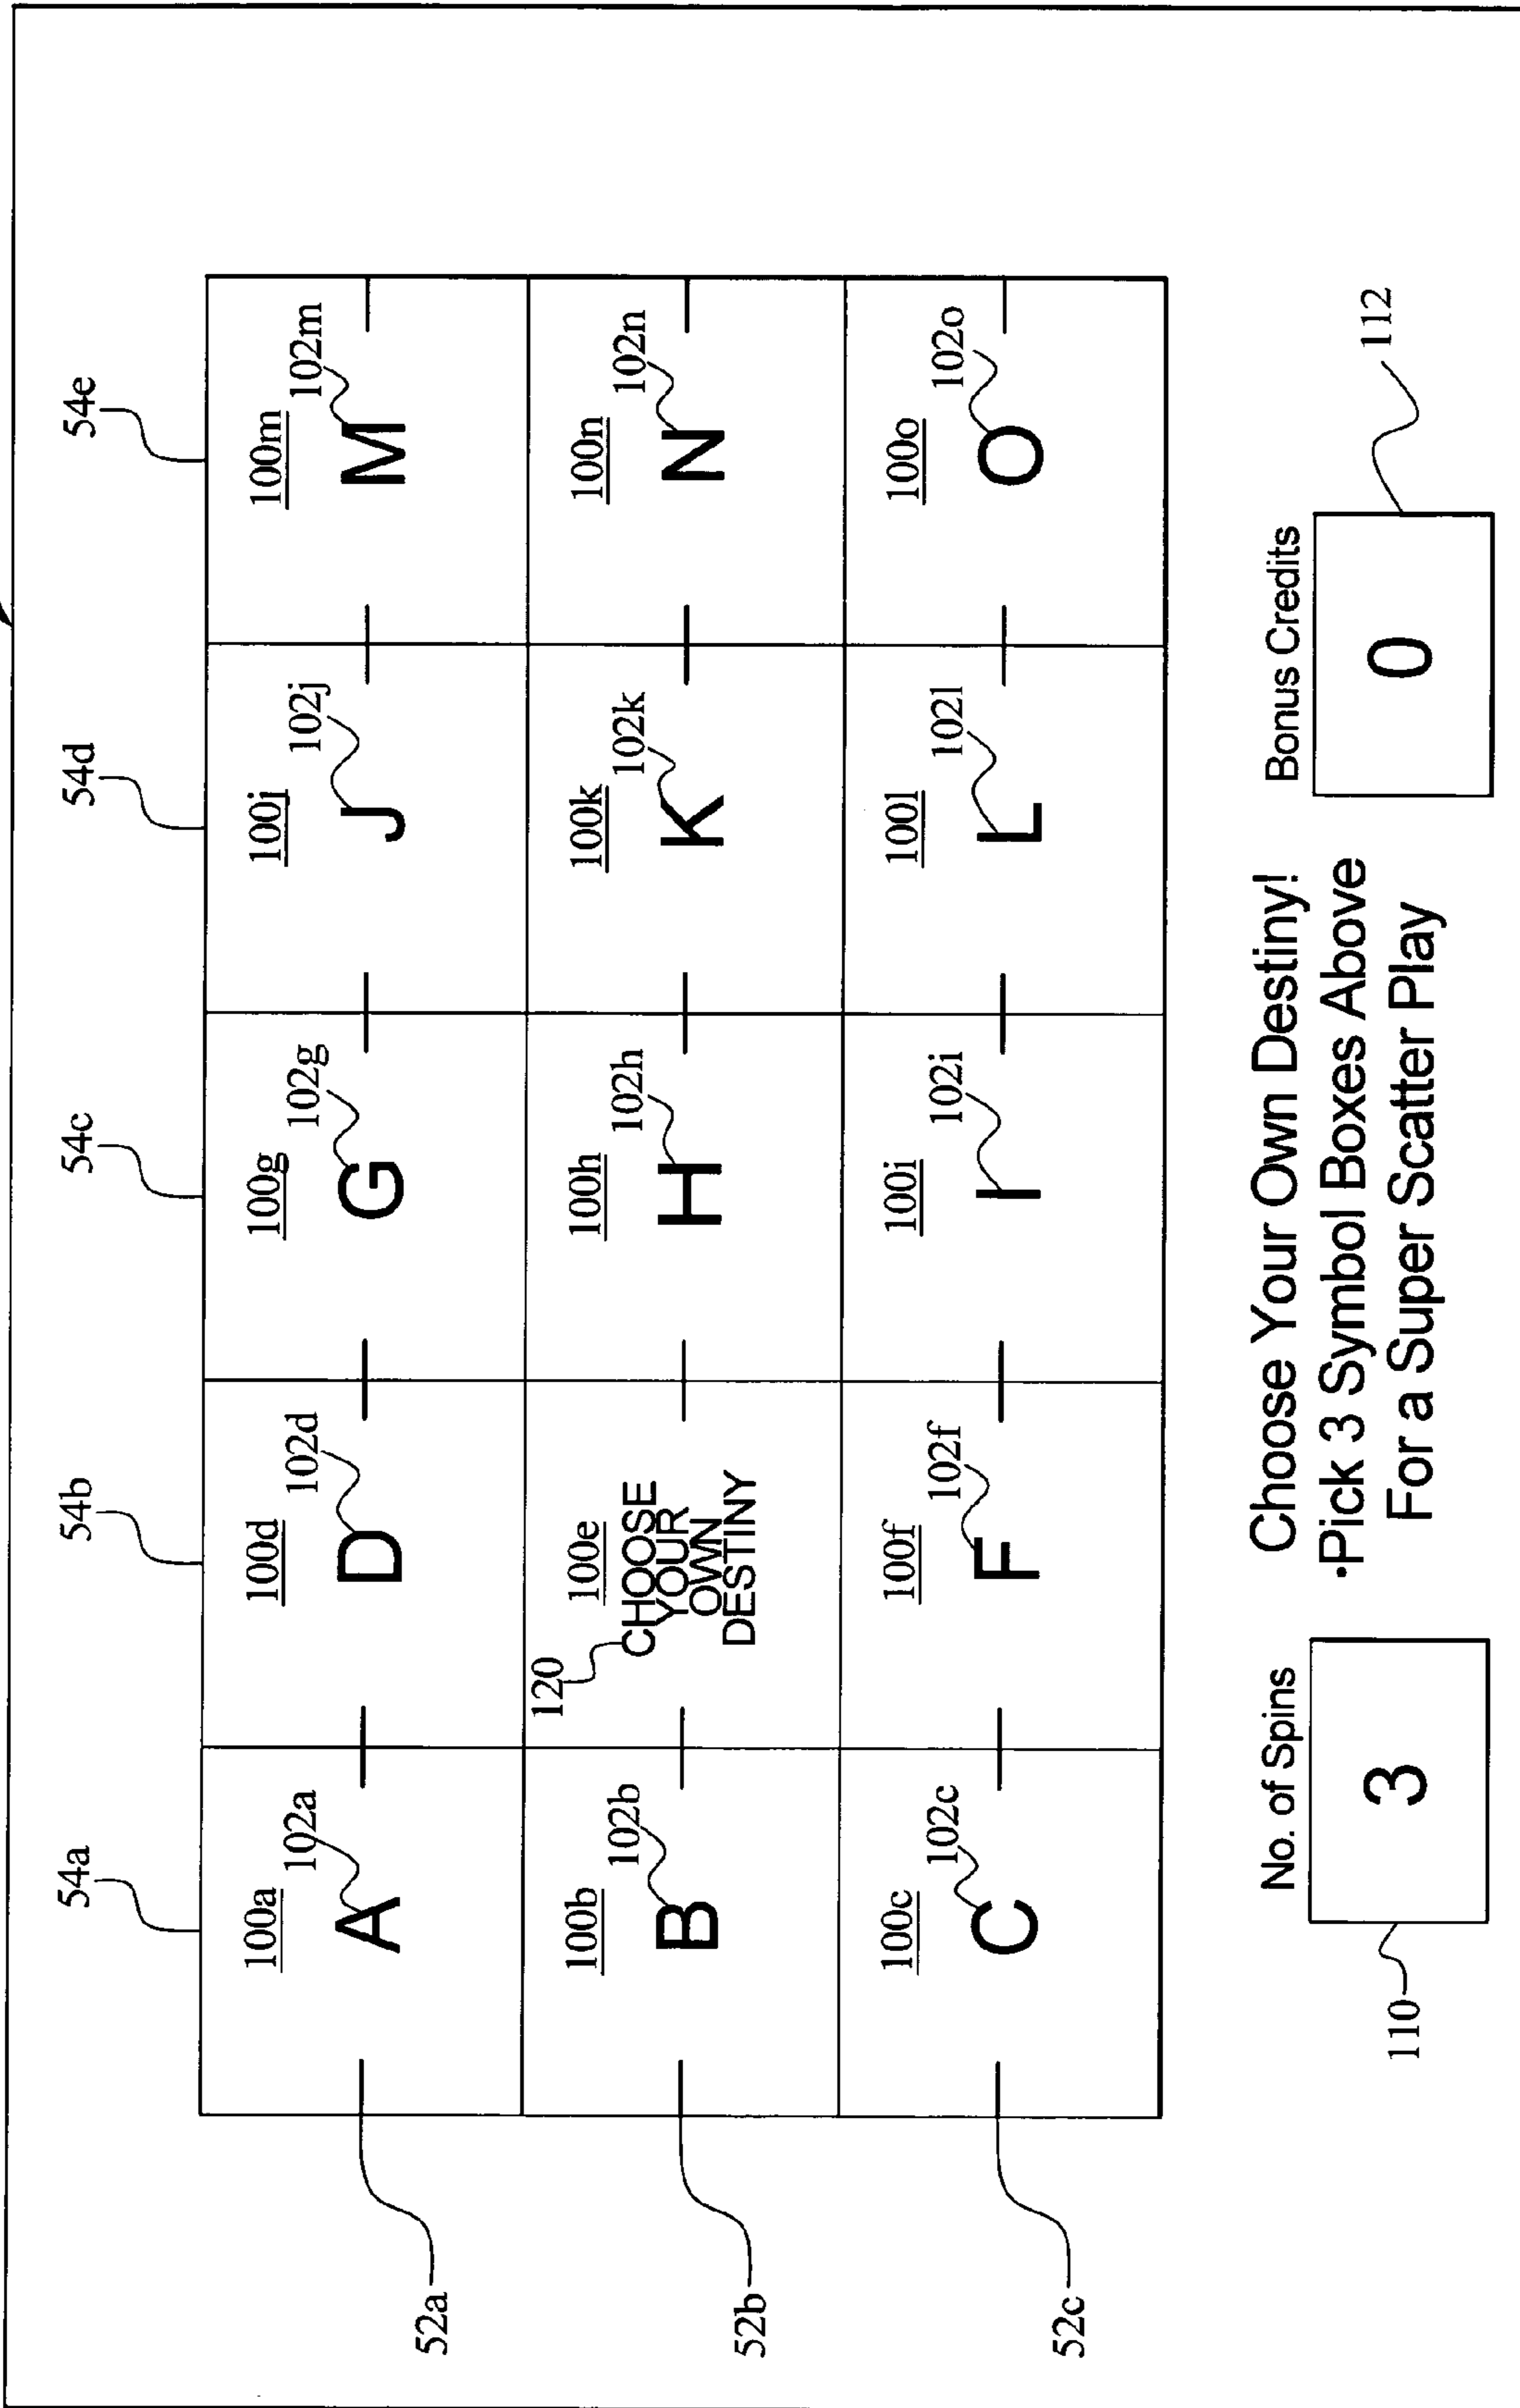 54a 54b 54c 54d 54e
100a 100d 100g 100j 100m
102a 102d 102g 102j 102m
A D G J M
52a
100b 100e 100h 100k 100n
120
102b 102h 102k 102n
B CHOOSE H K N
YOUR
OWN
DESTINY
52b
100c 100f 100i 100l 100o
102c 102f 102i 102l 102o
C F I L O
52c
No. of Spins
3
110
Choose Your Own Destiny!
•Pick 3 Symbol Boxes Above
For a Super Scatter Play
Bonus Credits
0
112